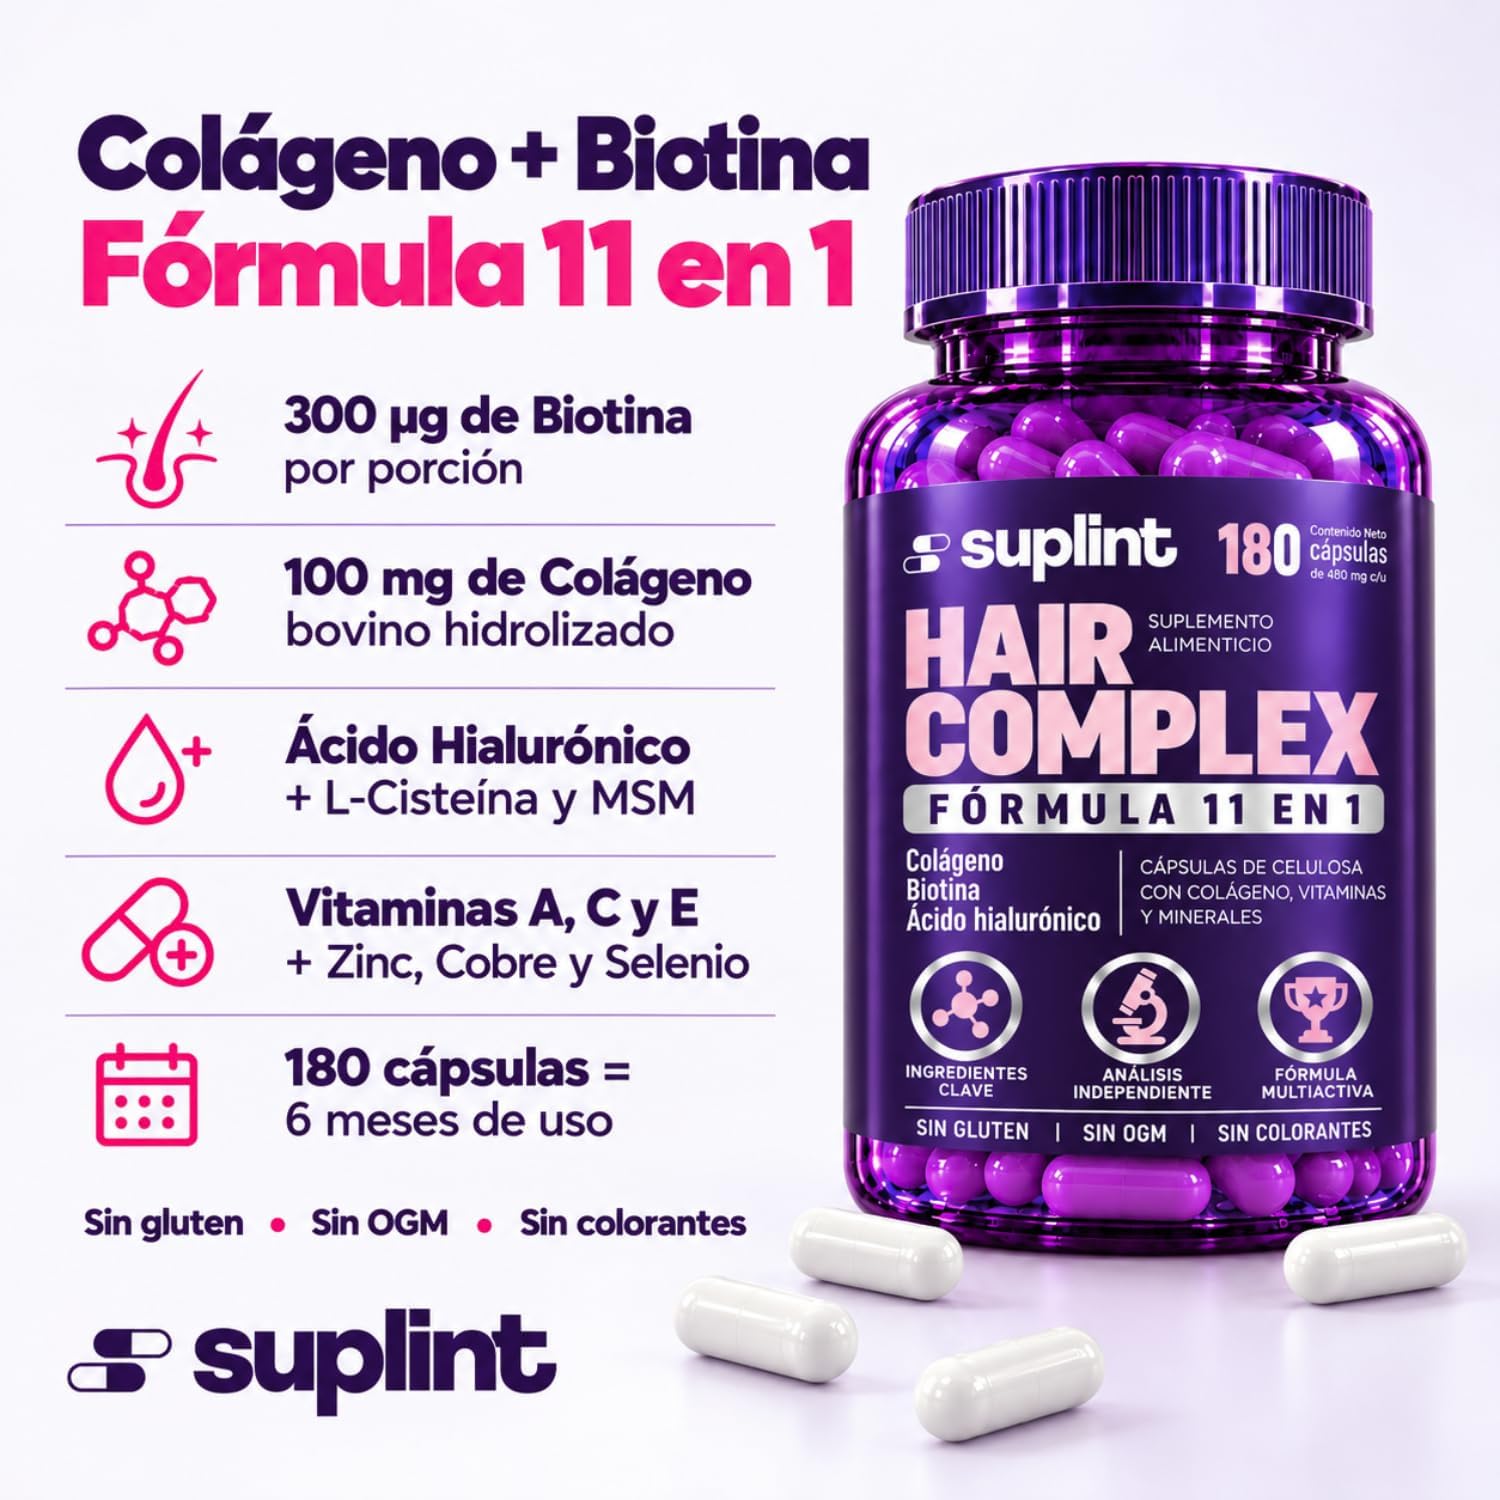 Colágeno + Biotina
Fórmula 11 en 1
300 µg de Biotina
por porción
100 mg de Colágeno
bovino hidrolizado
Ácido Hialurónico
+ L-Cisteína y MSM
Vitaminas A, C y E
+ Zinc, Cobre y Selenio
180 cápsulas =
6 meses de uso
Sin gluten • Sin OGM • Sin colorantes
suplint
suplint
180 Contenido Neto
cápsulas
de 480 mg c/u
HAIR
COMPLEX
SUPLEMENTO
ALIMENTICIO
FÓRMULA 11 EN 1
Colágeno
Biotina
Ácido hialurónico
CÁPSULAS DE CELULOSA
CON COLÁGENO, VITAMINAS
Y MINERALES
INGREDIENTES
CLAVE
ANÁLISIS
INDEPENDIENTE
FÓRMULA
MULTIACTIVA
SIN GLUTEN | SIN OGM | SIN COLORANTES